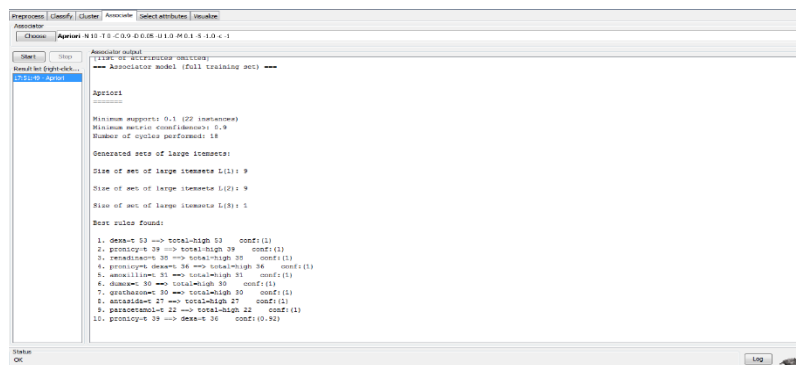 Preprocess Classify Cluster Associate Select attributes Visualize
Associator
Choose Apriori -N 10 -T 0 -C 0.9 -D 0.05 -U 1.0 -M 0.1 -S -1.0 -c -1
Start Stop
Associator output
Result list (right-click...
17:51:49 - Apriori
[list of attributes omitted]
=== Associator model (full training set) ===
Apriori
=======
Minimum support: 0.1 (22 instances)
Minimum metric <confidence>: 0.9
Number of cycles performed: 18
Generated sets of large itemsets:
Size of set of large itemsets L(1): 9
Size of set of large itemsets L(2): 9
Size of set of large itemsets L(3): 1
Best rules found:
1. dexa=t 53 ==> total=high 53 conf:(1)
2. pronicy=t 39 ==> total=high 39 conf:(1)
3. renadinac=t 38 ==> total=high 38 conf:(1)
4. pronicy=t dexa=t 36 ==> total=high 36 conf:(1)
5. amoxillin=t 31 ==> total=high 31 conf:(1)
6. dumex=t 30 ==> total=high 30 conf:(1)
7. grathazon=t 30 ==> total=high 30 conf:(1)
8. antasida=t 27 ==> total=high 27 conf:(1)
9. paracetamol=t 22 ==> total=high 22 conf:(1)
10. pronicy=t 39 ==> dexa=t 36 conf:(0.92)
Status
OK
Log